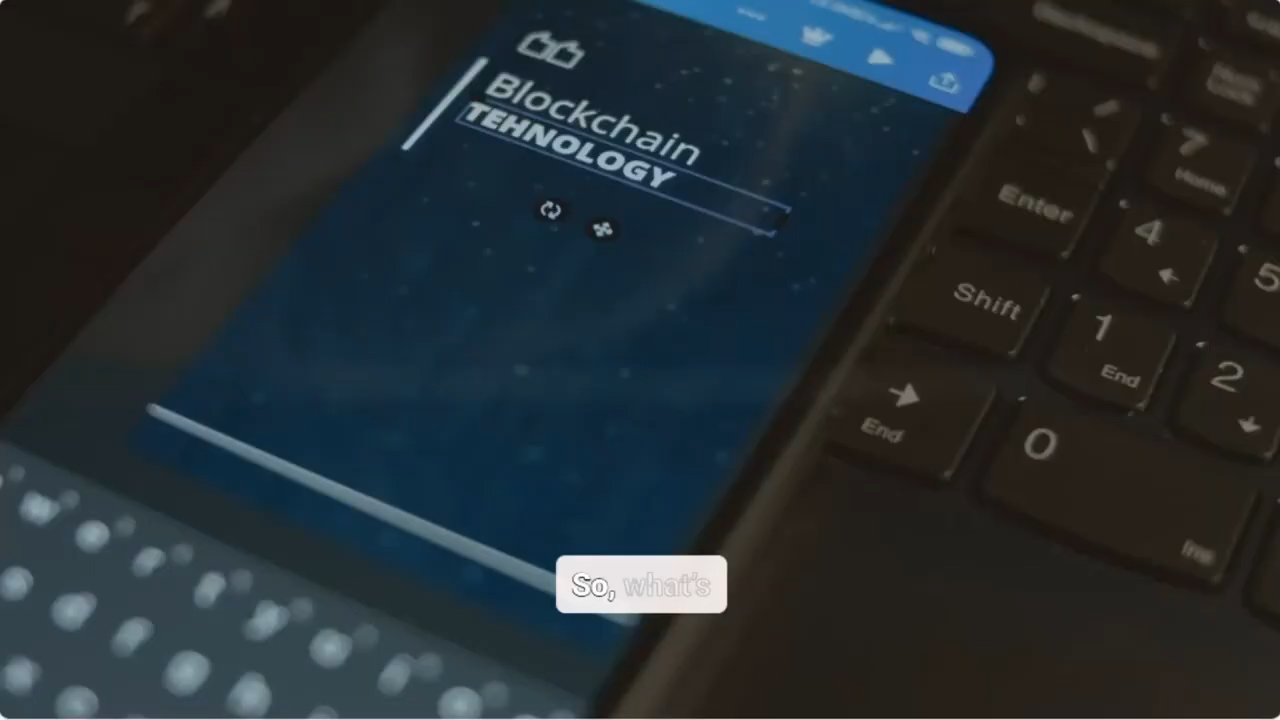 Blockchain
TEHNOLOGY
7
Home
Enter
4
5
Shift
1
End
2
End
0
So, what's